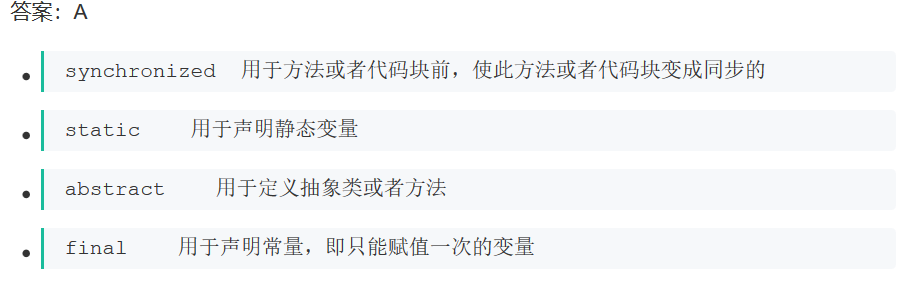 答案：A
synchronized 用于方法或者代码块前，使此方法或者代码块变成同步的
static 用于声明静态变量
abstract 用于定义抽象类或者方法
final 用于声明常量，即只能赋值一次的变量